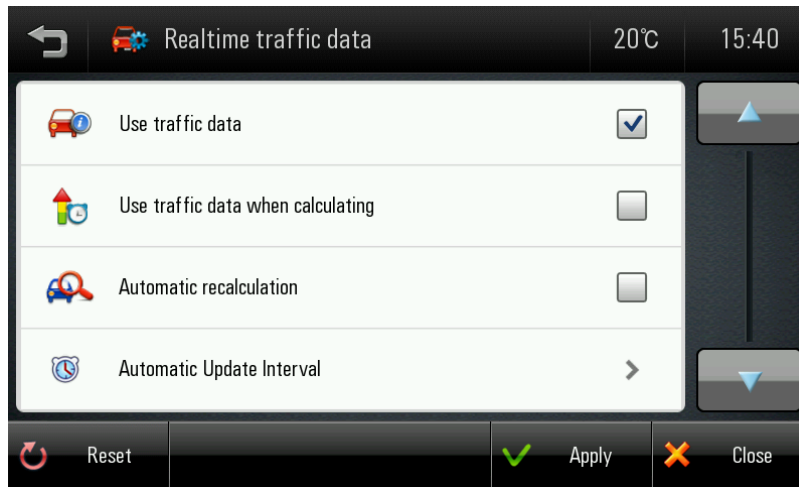 Realtime traffic data
20℃
15:40
Use traffic data
Use traffic data when calculating
Automatic recalculation
Automatic Update Interval
Reset
Apply
Close